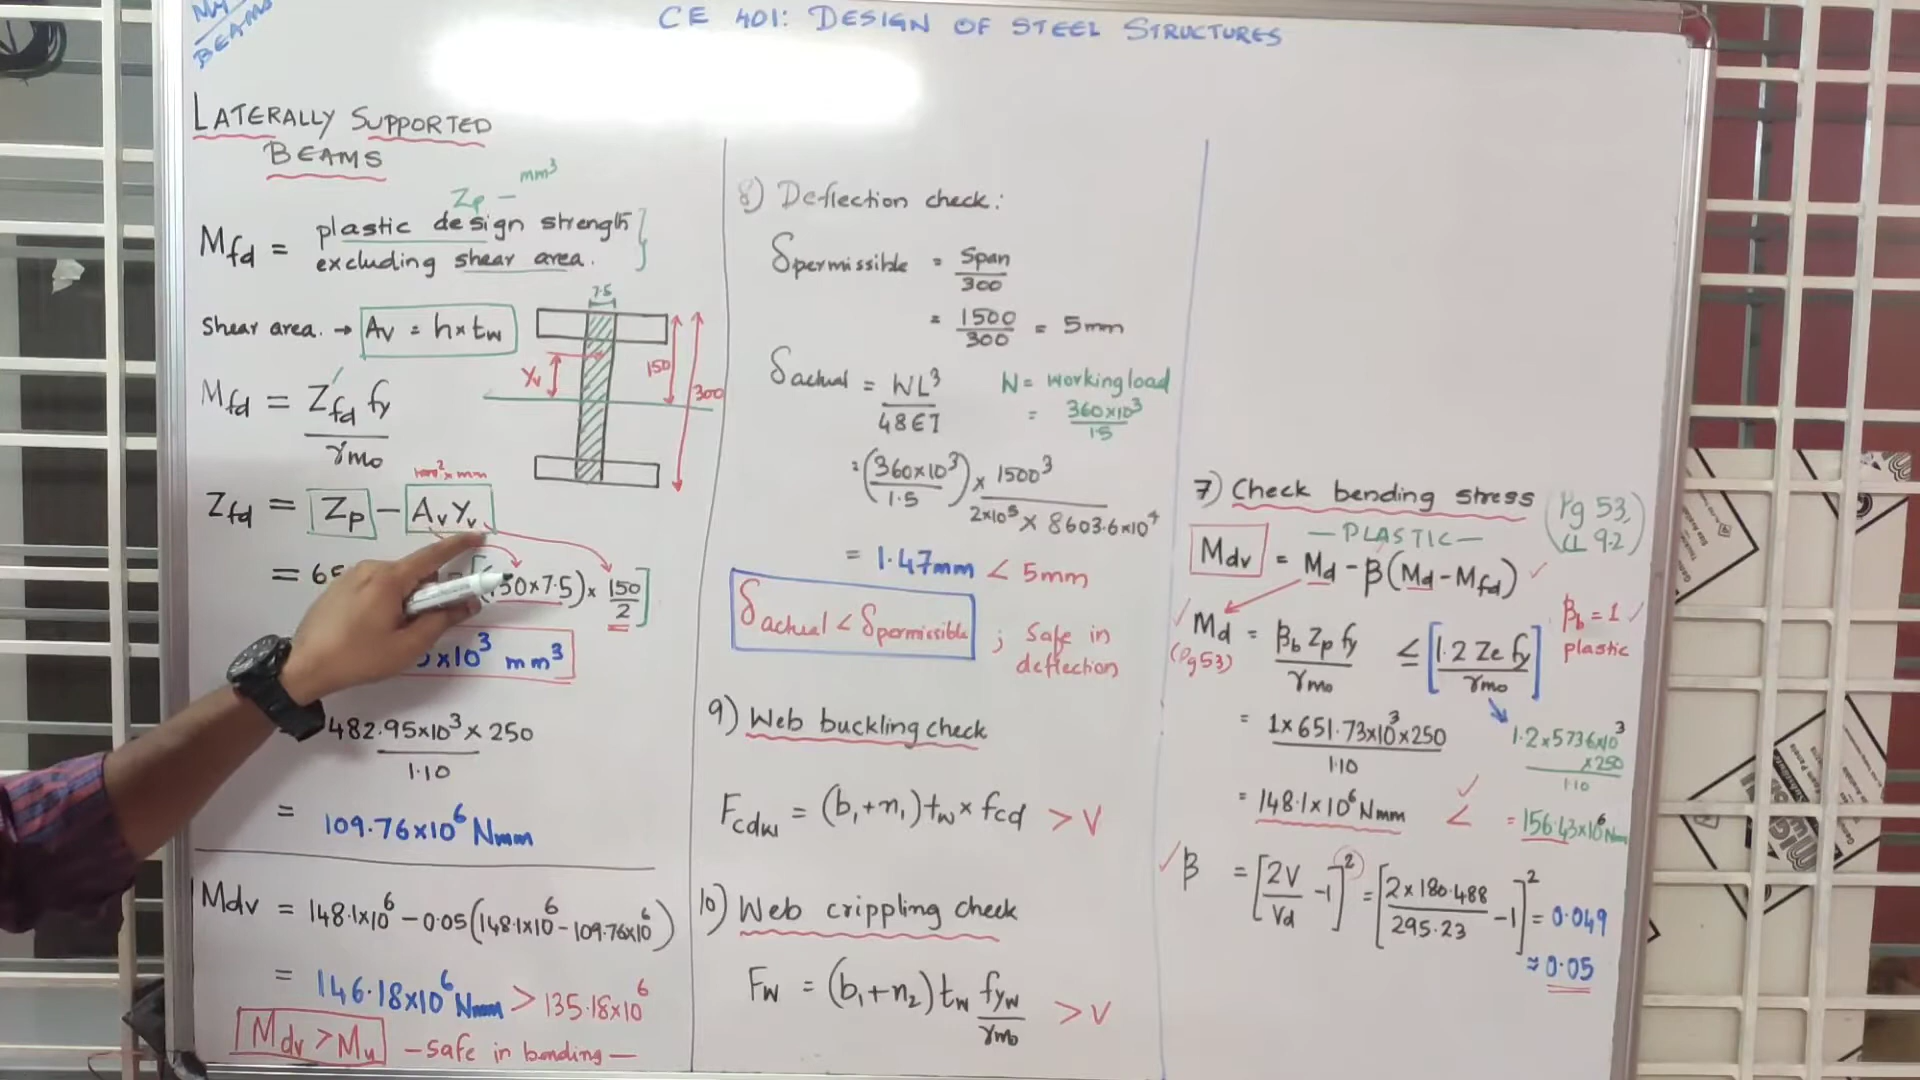 CE 401: DESIGN OF STEEL STRUCTURES
BEAMS
LATERALLY SUPPORTED
BEAMS
Zp – mm³
Mfd = plastic design strength
excluding shear area.
Shear area. → Av = h × tw
7.5
Yv
150
300
Mfd = Zfd fy
γmo
mm² × mm
Zfd = Zp – AvYv
= 65
50×7.5) × 150
2
×10³ mm³
482.95×10³ × 250
1.10
= 109.76×10⁶ Nmm
Mdv = 148.1×10⁶ – 0.05(148.1×10⁶ – 109.76×10⁶)
= 146.18×10⁶ Nmm > 135.18×10⁶
Mdv > Mu – safe in bending –
8) Deflection check:
δpermissible = Span
300
= 1500
300
= 5mm
δactual = WL³
48EI
W = working load
= 360×10³
1.5
= (360×10³
1.5) × 1500³
2×10⁵ × 8603.6×10⁴
= 1.47mm < 5mm
δactual < δpermissible ; safe in
deflection
9) Web buckling check
Fcdw = (b₁+n₁) tw × fcd > V
10) Web crippling check
Fw = (b₁+n₂) tw fyw
γmo
> V
7) Check bending stress (Pg 53,
cl 9.2)
– PLASTIC –
Mdv = Md – β(Md – Mfd) ✓
✓ Md = βb Zp fy
γmo
≤ [1.2 Ze fy
γmo]
(Pg53)
βb = 1 ✓
plastic
= 1×651.73×10³×250
1.10
1.2×5736×10³
×250
1.10
= 148.1×10⁶ Nmm < = 156.43×10⁶ Nm
✓ β = [2V
Vd – 1]² = [2×180.488
295.23 – 1]² = 0.049
≈ 0.05